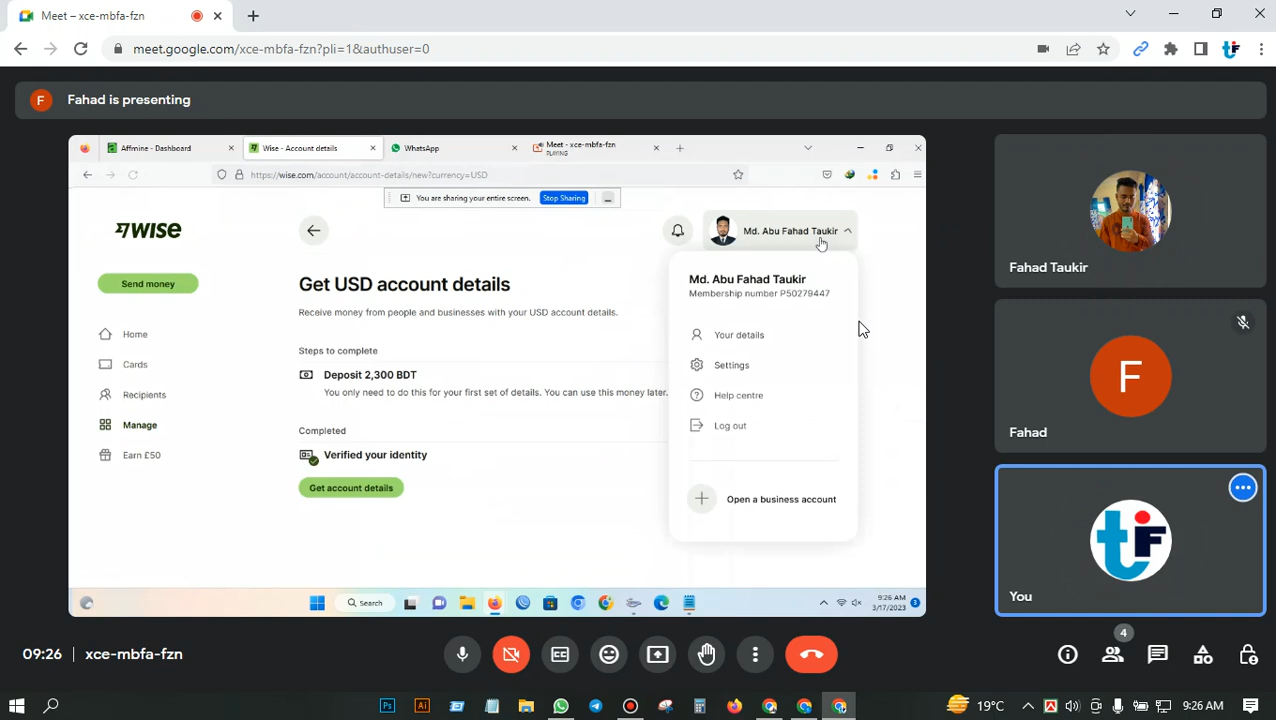 Meet – xce-mbfa-fzn
meet.google.com/xce-mbfa-fzn?pli=1&authuser=0
F
Fahad is presenting
Affmine - Dashboard
Wise - Account details
WhatsApp
Meet - xce-mbfa-fzn
PLAYING
https://wise.com/account/account-details/new?currency=USD
You are sharing your entire screen.
Stop Sharing
WISE
Md. Abu Fahad Taukir
Send money
Home
Cards
Recipients
Manage
Earn £50
Get USD account details
Receive money from people and businesses with your USD account details.
Steps to complete
Deposit 2,300 BDT
You only need to do this for your first set of details. You can use this money later.
Completed
Verified your identity
Get account details
Md. Abu Fahad Taukir
Membership number P50279447
Your details
Settings
Help centre
Log out
Open a business account
Search
9:26 AM
3/17/2023
3
Fahad Taukir
F
Fahad
tiF
You
09:26
xce-mbfa-fzn
4
Ps
Ai
19°C
9:26 AM